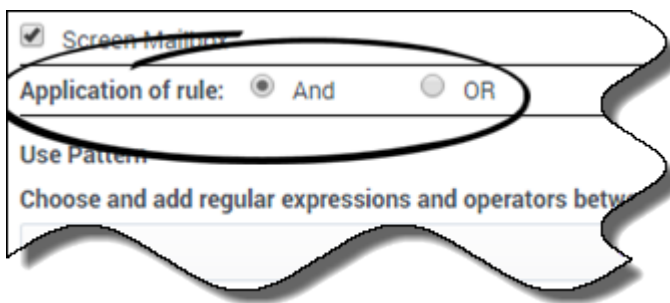 Screen Mailbox
Application of rule: And OR
Use Pattern
Choose and add regular expressions and operators betw